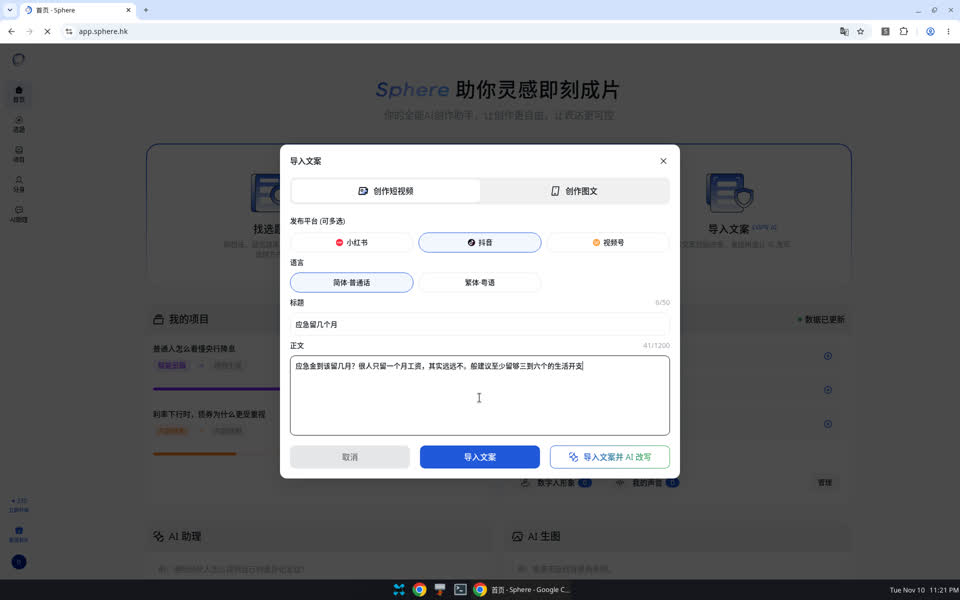 首页 - Sphere
app.sphere.hk
Sphere 助你灵感即刻成片
你的全能AI创作助手，让创作更自由，让表达更可控
首页
选题
项目
分身
AI助理
找选题
导入文案
导入文案
创作短视频
创作图文
发布平台 (可多选)
小红书
抖音
视频号
语言
简体·普通话
繁体·粤语
标题
6/50
应急留几个月
正文
41/1200
应急金到该留几月？很人只留一个月工资，其实远远不。般建议至少留够三到六个的生活开支
取消
导入文案
导入文案并 AI 改写
我的项目
数据已更新
普通人怎么看懂央行降息
利率下行时，债券为什么更受重视
数字人形象
我的声音
管理
AI 助理
AI 生图
首页 - Sphere - Google C...
Tue Nov 10 11:21 PM